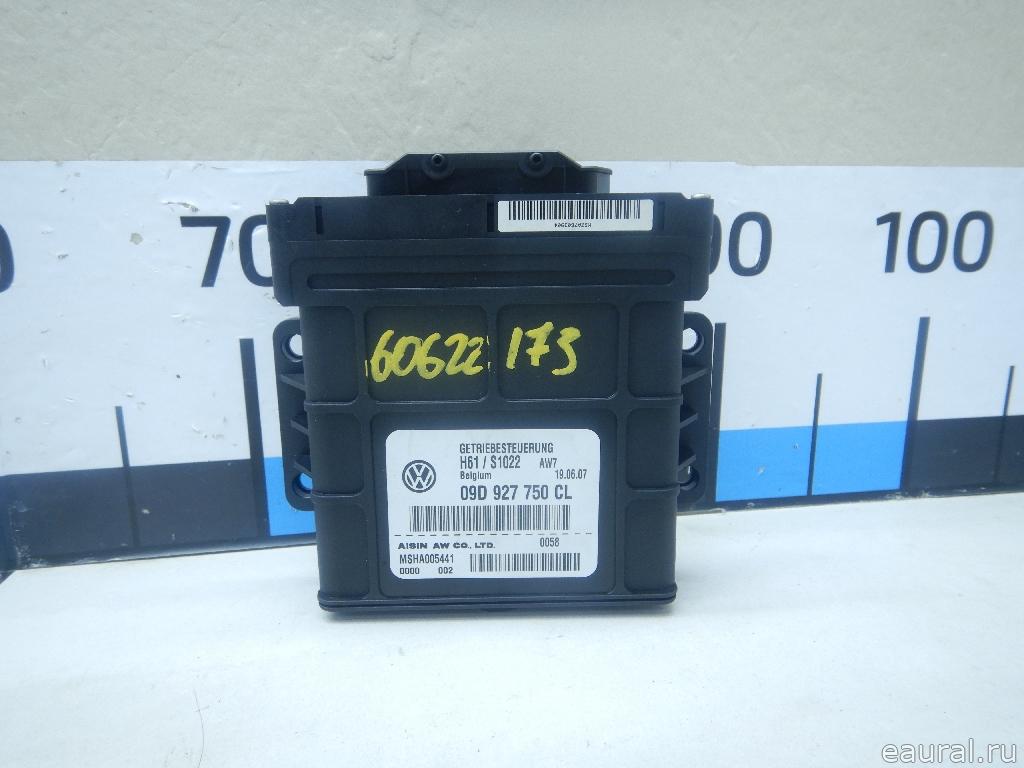 70
90
100
60622 173
GETRIEBESTEUERUNG
H61 / S1022 AW7
Belgium 19.06.07
09D 927 750 CL
AISIN AW CO., LTD. 0058
MSHA005441
0000 002
eaural.ru